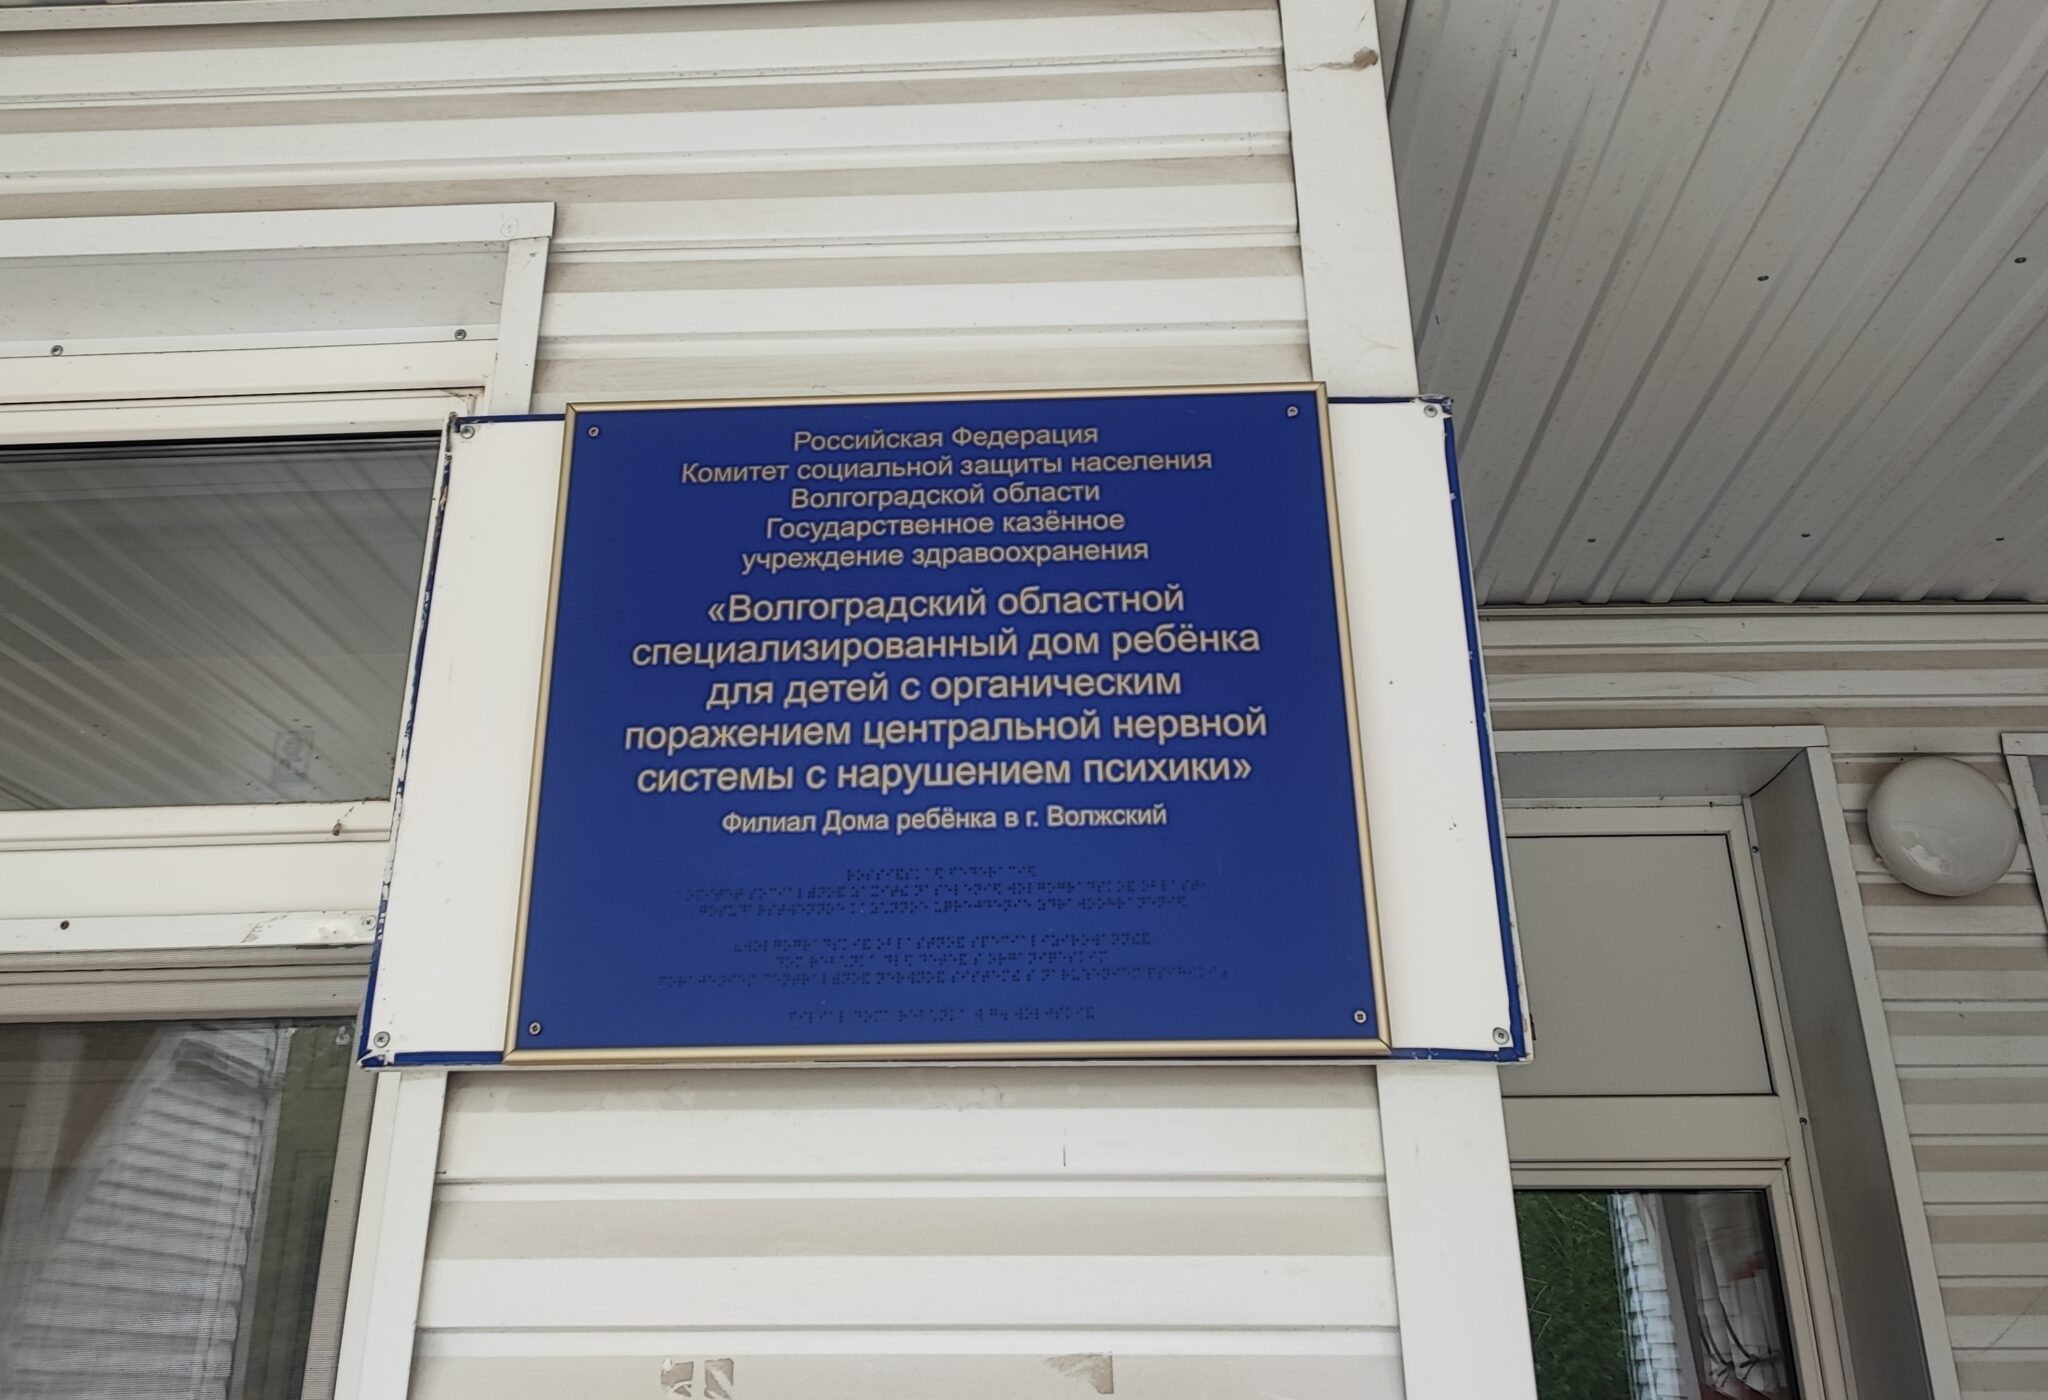 Российская Федерация
Комитет социальной защиты населения
Волгоградской области
Государственное казённое
учреждение здравоохранения
«Волгоградский областной
специализированный дом ребёнка
для детей с органическим
поражением центральной нервной
системы с нарушением психики»
Филиал Дома ребёнка в г. Волжский